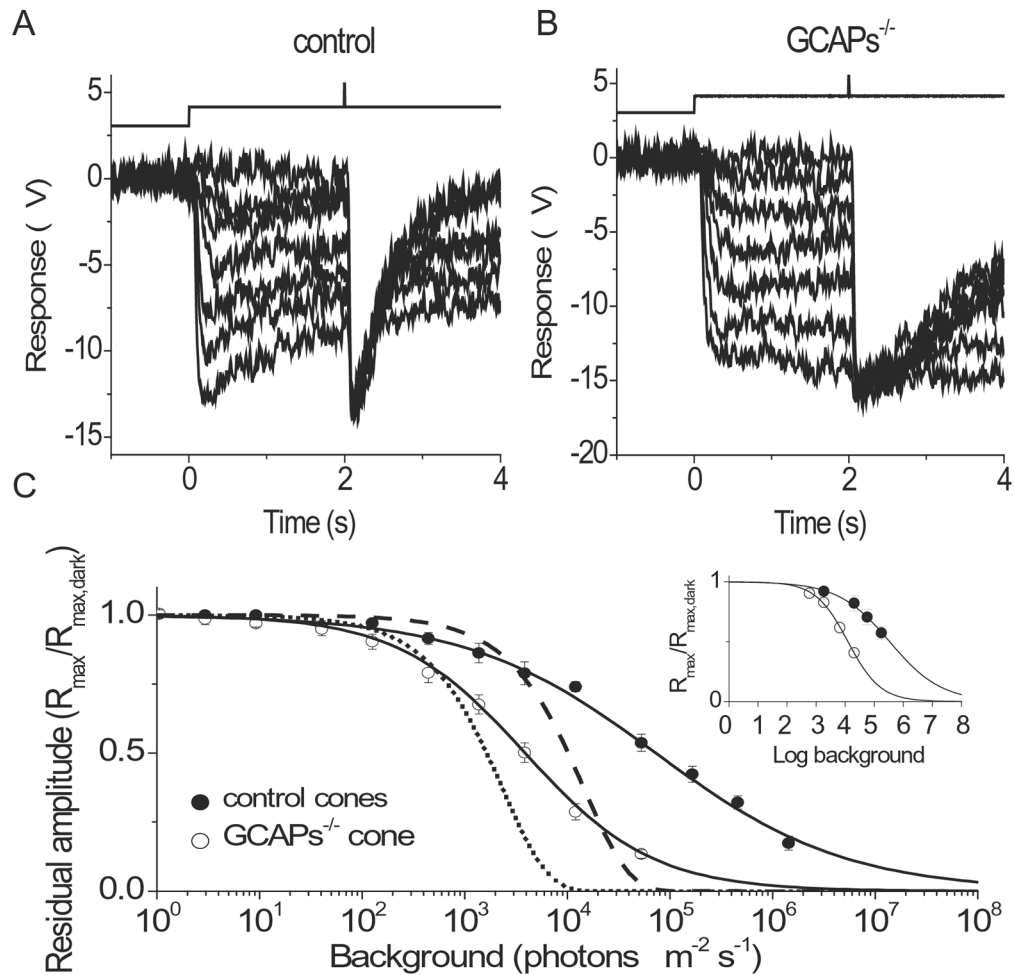 A
control
5
0
-5
-10
-15
Response ( V)
0 2 4
Time (s)
B
GCAPs-/-
5
0
-5
-10
-15
-20
Response ( V)
0 2 4
Time (s)
C
1.0
0.5
0.0
Residual amplitude (Rmax/Rmax,dark)
control cones
GCAPs-/- cone
10^0 10^1 10^2 10^3 10^4 10^5 10^6 10^7 10^8
Background (photons m-2 s-1)
1
0
Rmax/Rmax,dark
0 1 2 3 4 5 6 7 8
Log background